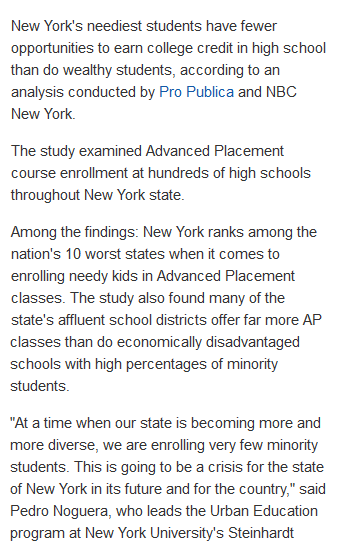 New York's neediest students have fewer
opportunities to earn college credit in high school
than do wealthy students, according to an
analysis conducted by Pro Publica and NBC
New York.
The study examined Advanced Placement
course enrollment at hundreds of high schools
throughout New York state.
Among the findings: New York ranks among the
nation's 10 worst states when it comes to
enrolling needy kids in Advanced Placement
classes. The study also found many of the
state's affluent school districts offer far more AP
classes than do economically disadvantaged
schools with high percentages of minority
students.
"At a time when our state is becoming more and
more diverse, we are enrolling very few minority
students. This is going to be a crisis for the state
of New York in its future and for the country," said
Pedro Noguera, who leads the Urban Education
program at New York University's Steinhardt